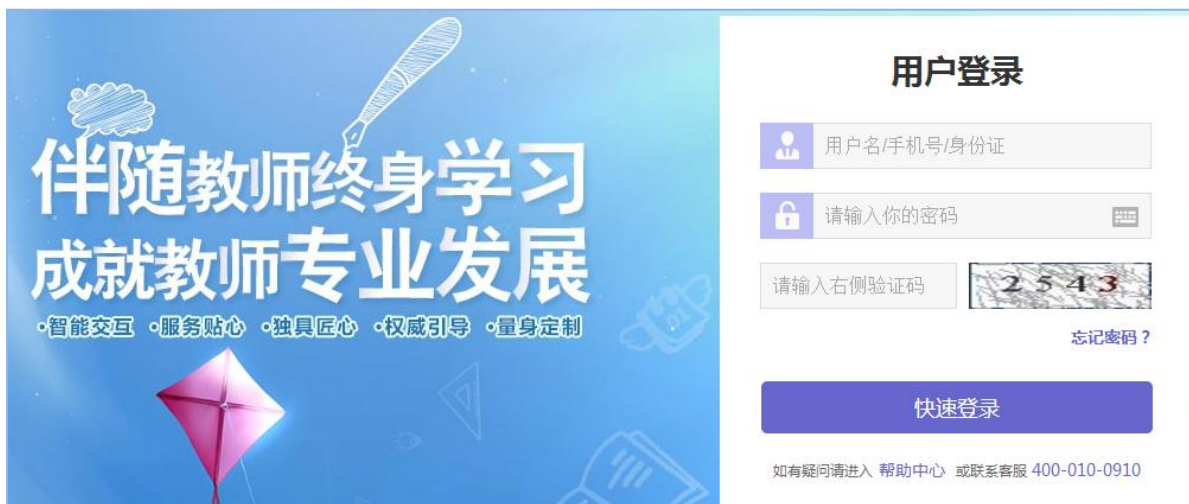 伴随教师终身学习
成就教师专业发展
•智能交互 •服务贴心 •独具匠心 •权威引导 •量身定制
用户登录
用户名/手机号/身份证
请输入你的密码
请输入右侧验证码
2543
忘记密码？
快速登录
如有疑问请进入 帮助中心 或联系客服 400-010-0910